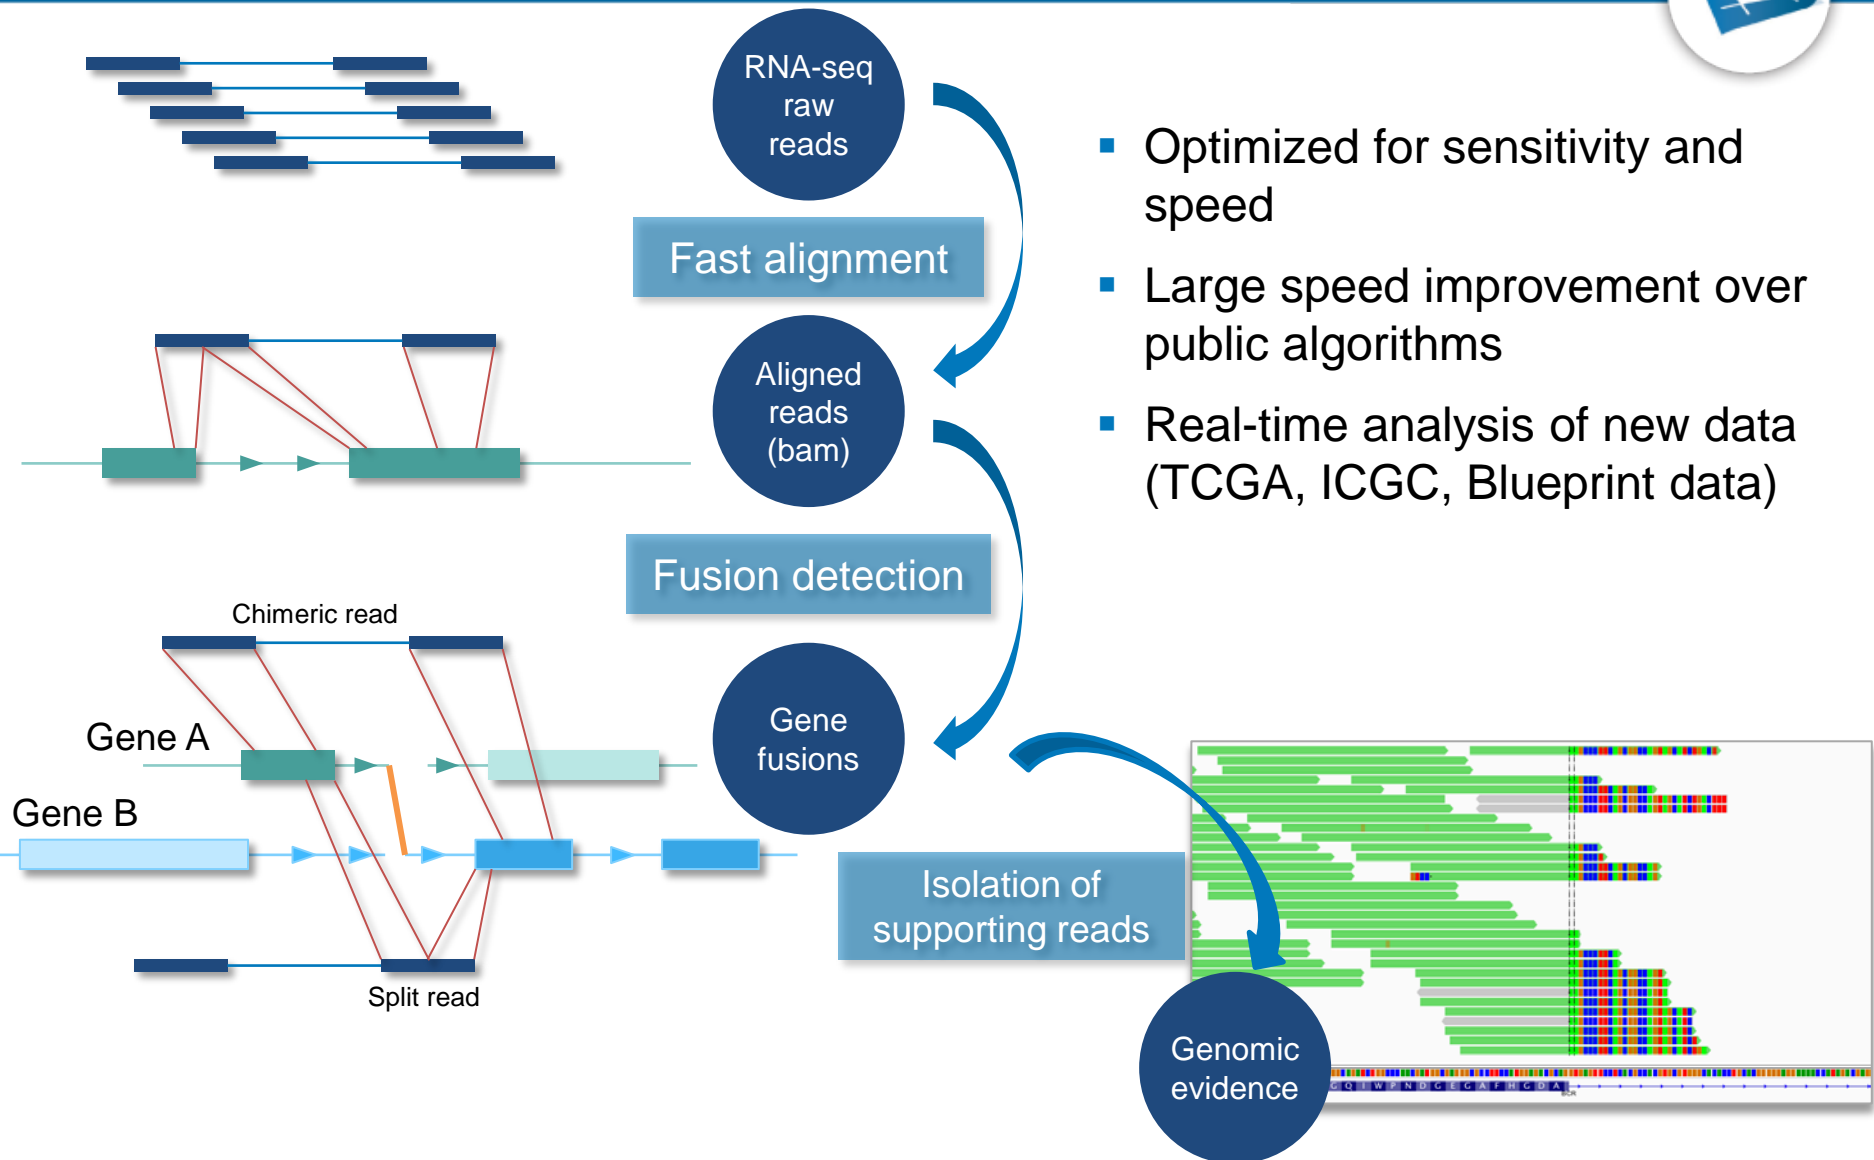 RNA-seq
raw
reads
Fast alignment
Aligned
reads
(bam)
Fusion detection
Gene
fusions
Isolation of
supporting reads
Genomic
evidence
Optimized for sensitivity and
speed
Large speed improvement over
public algorithms
Real-time analysis of new data
(TCGA, ICGC, Blueprint data)
Chimeric read
Gene A
Gene B
Split read
G Q I W P N D G E G A F H G D A
BCR